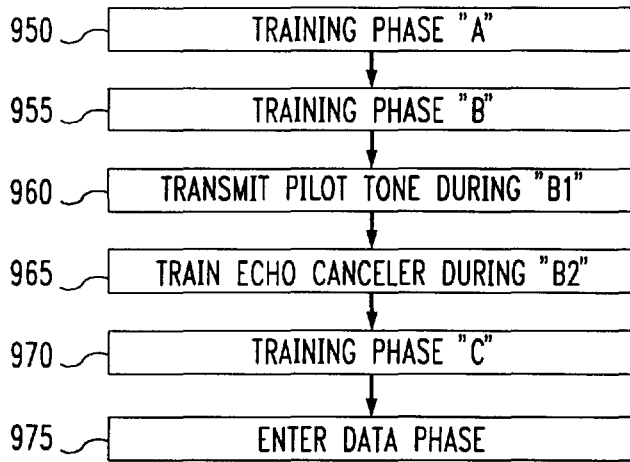 950 TRAINING PHASE "A"
955 TRAINING PHASE "B"
960 TRANSMIT PILOT TONE DURING "B1"
965 TRAIN ECHO CANCELER DURING "B2"
970 TRAINING PHASE "C"
975 ENTER DATA PHASE